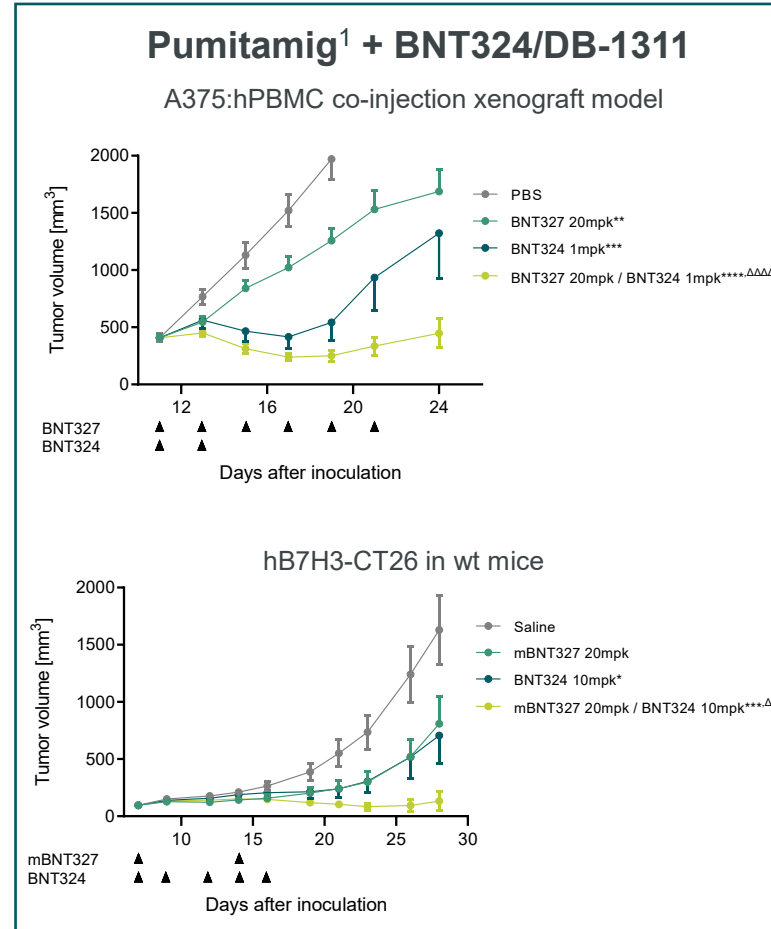 Pumitamig¹ + BNT324/DB-1311
A375:hPBMC co-injection xenograft model
Tumor volume [mm³]
2000
1500
1000
500
0
12 16 20 24
PBS
BNT327 20mpk**
BNT324 1mpk***
BNT327 20mpk / BNT324 1mpk****,ΔΔΔΔ
BNT327
BNT324
Days after inoculation
hB7H3-CT26 in wt mice
Tumor volume [mm³]
2000
1500
1000
500
0
10 15 20 25 30
Saline
mBNT327 20mpk
BNT324 10mpk*
mBNT327 20mpk / BNT324 10mpk***,Δ
mBNT327
BNT324
Days after inoculation